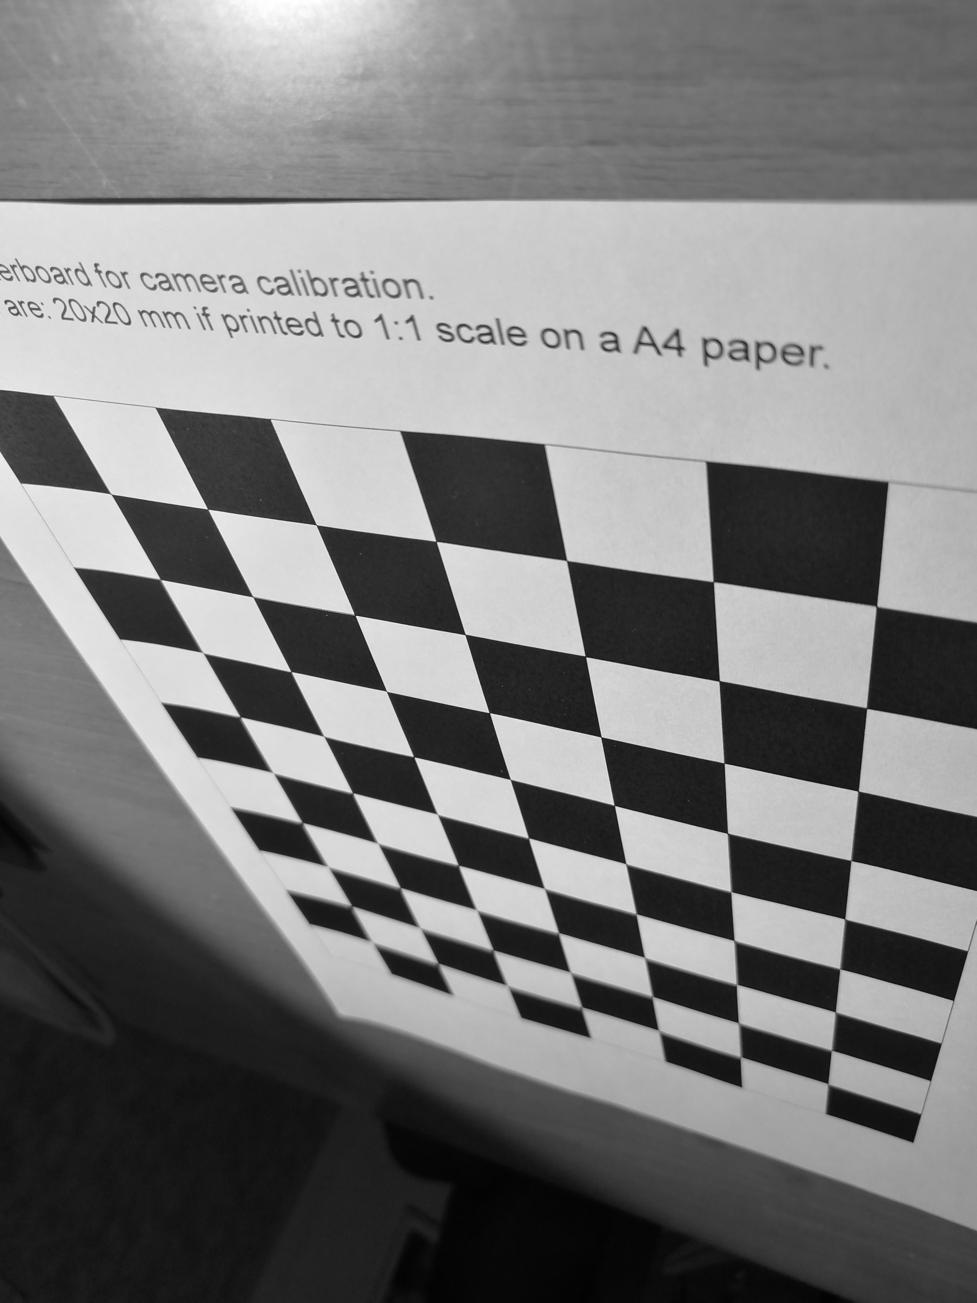 erboard for camera calibration.
are: 20x20 mm if printed to 1:1 scale on a A4 paper.